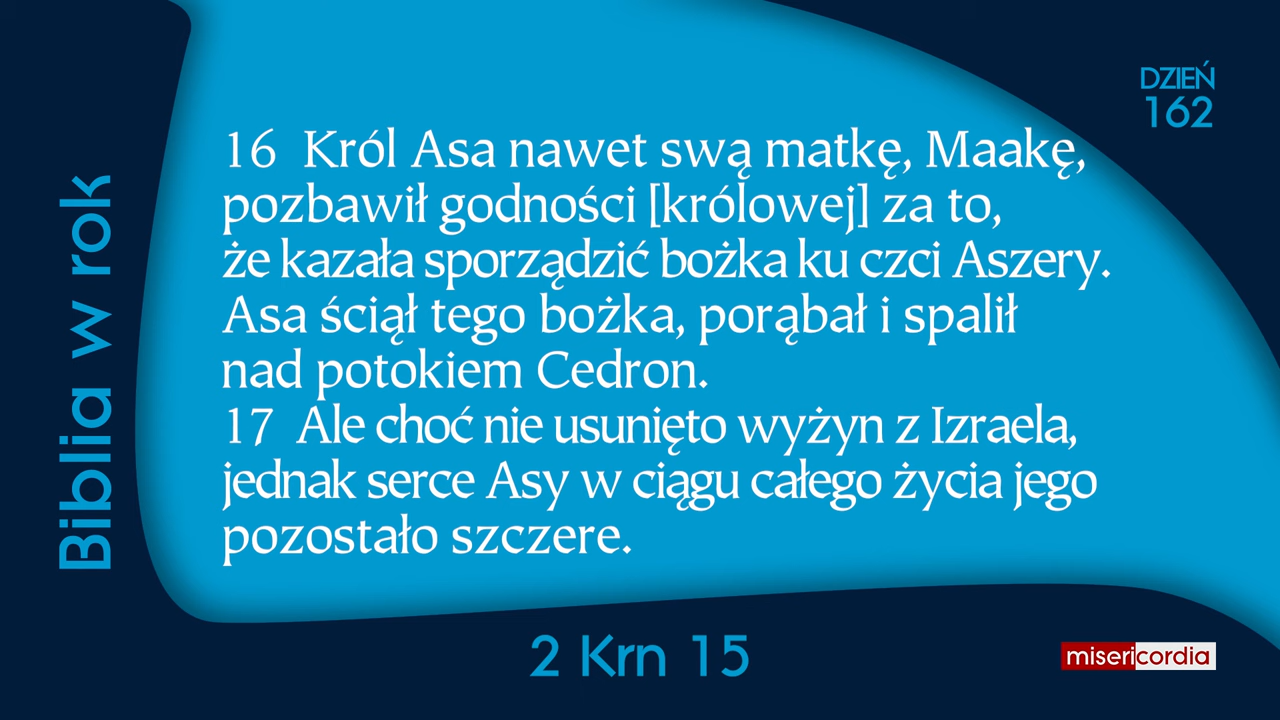 DZIEŃ
162
Biblia w rok
16 Król Asa nawet swą matkę, Maakę,
pozbawił godności [królowej] za to,
że kazała sporządzić bożka ku czci Aszery.
Asa ściął tego bożka, porąbał i spalił
nad potokiem Cedron.
17 Ale choć nie usunięto wyżyn z Izraela,
jednak serce Asy w ciągu całego życia jego
pozostało szczere.
2 Krn 15
misericordia